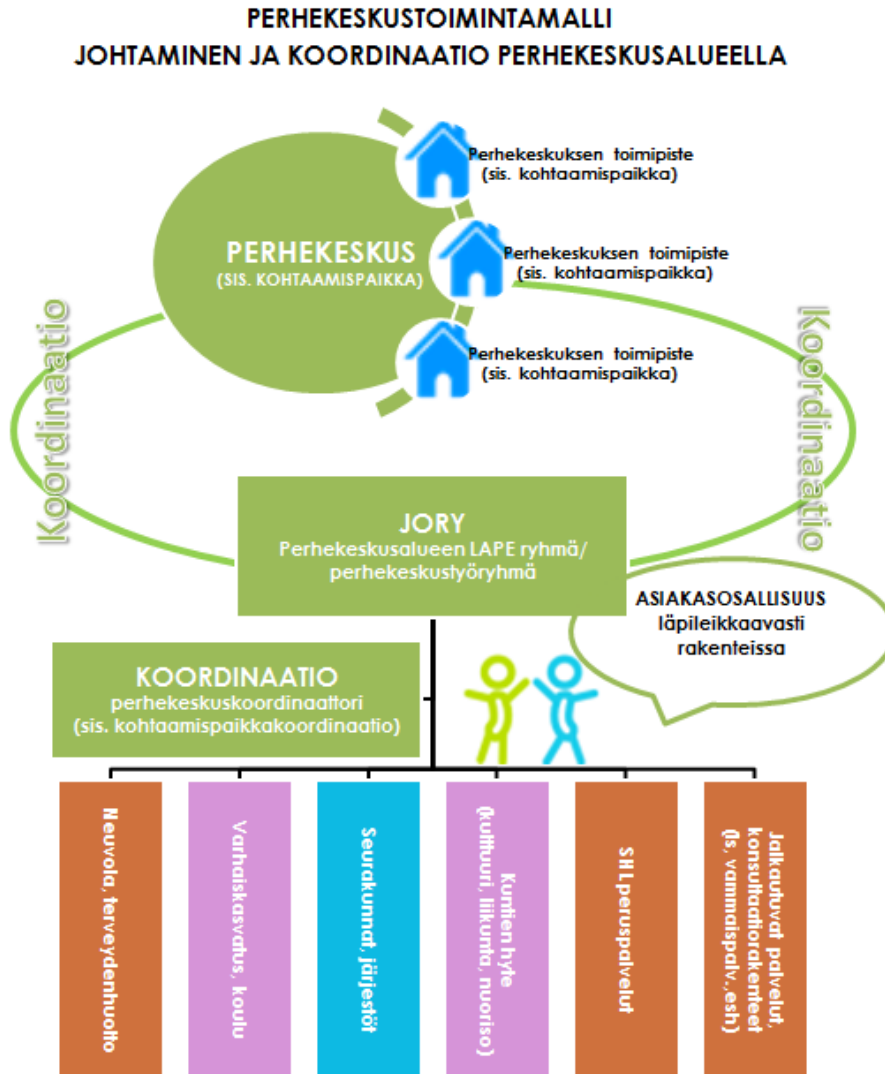 PERHEKESKUSTOIMINTAMALLI
JOHTAMINEN JA KOORDINAATIO PERHEKESKUSALUEELLA
Perhekeskuksen toimipiste
(sis. kohtaamispaikka)
PERHEKESKUS
(SIS. KOHTAAMISPAIKKA)
Perhekeskuksen toimipiste
(sis. kohtaamispaikka)
Perhekeskuksen toimipiste
(sis. kohtaamispaikka)
Koordinaatio
Koordinaatio
JORY
Perhekeskusalueen LAPE ryhmä/
perhekeskustyöryhmä
ASIAKASOSALLISUUS
läpileikkaavasti
rakenteissa
KOORDINAATIO
perhekeskuskoordinaattori
(sis. kohtaamispaikkakoordinaatio)
Neuvola, terveydenhuolto
Varhaiskasvatus, koulu
Seurakunnat, järjestöt
Kuntien hyte
(kulttuuri, liikunta, nuoriso)
SHL peruspalvelut
Jalkautuvat palvelut,
konsultaatiorakenteet
(ls, vammaispalv., esh)